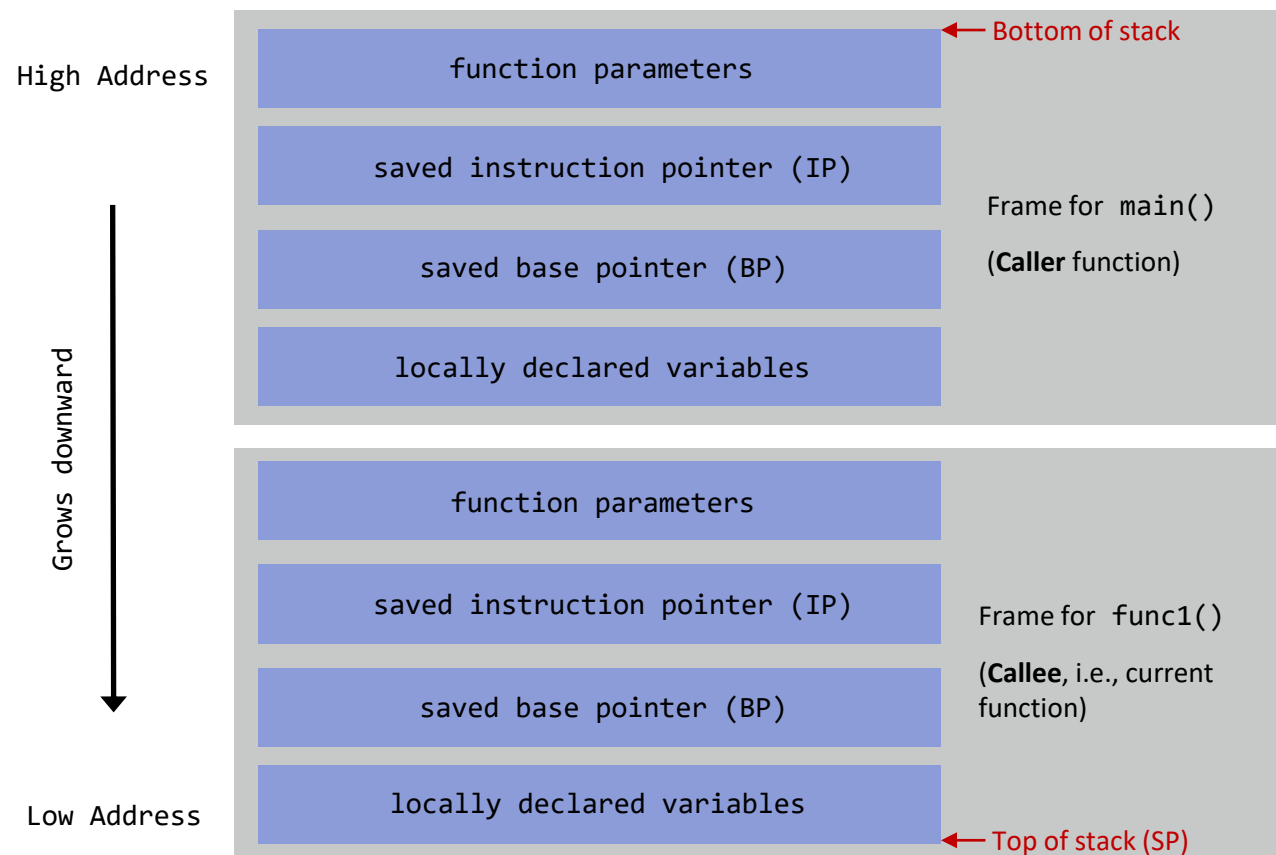 Bottom of stack
High Address
function parameters
saved instruction pointer (IP)
Frame for main()
saved base pointer (BP)
(Caller function)
locally declared variables
Grows downward
function parameters
saved instruction pointer (IP)
Frame for func1()
(Callee, i.e., current
function)
saved base pointer (BP)
locally declared variables
Low Address
Top of stack (SP)